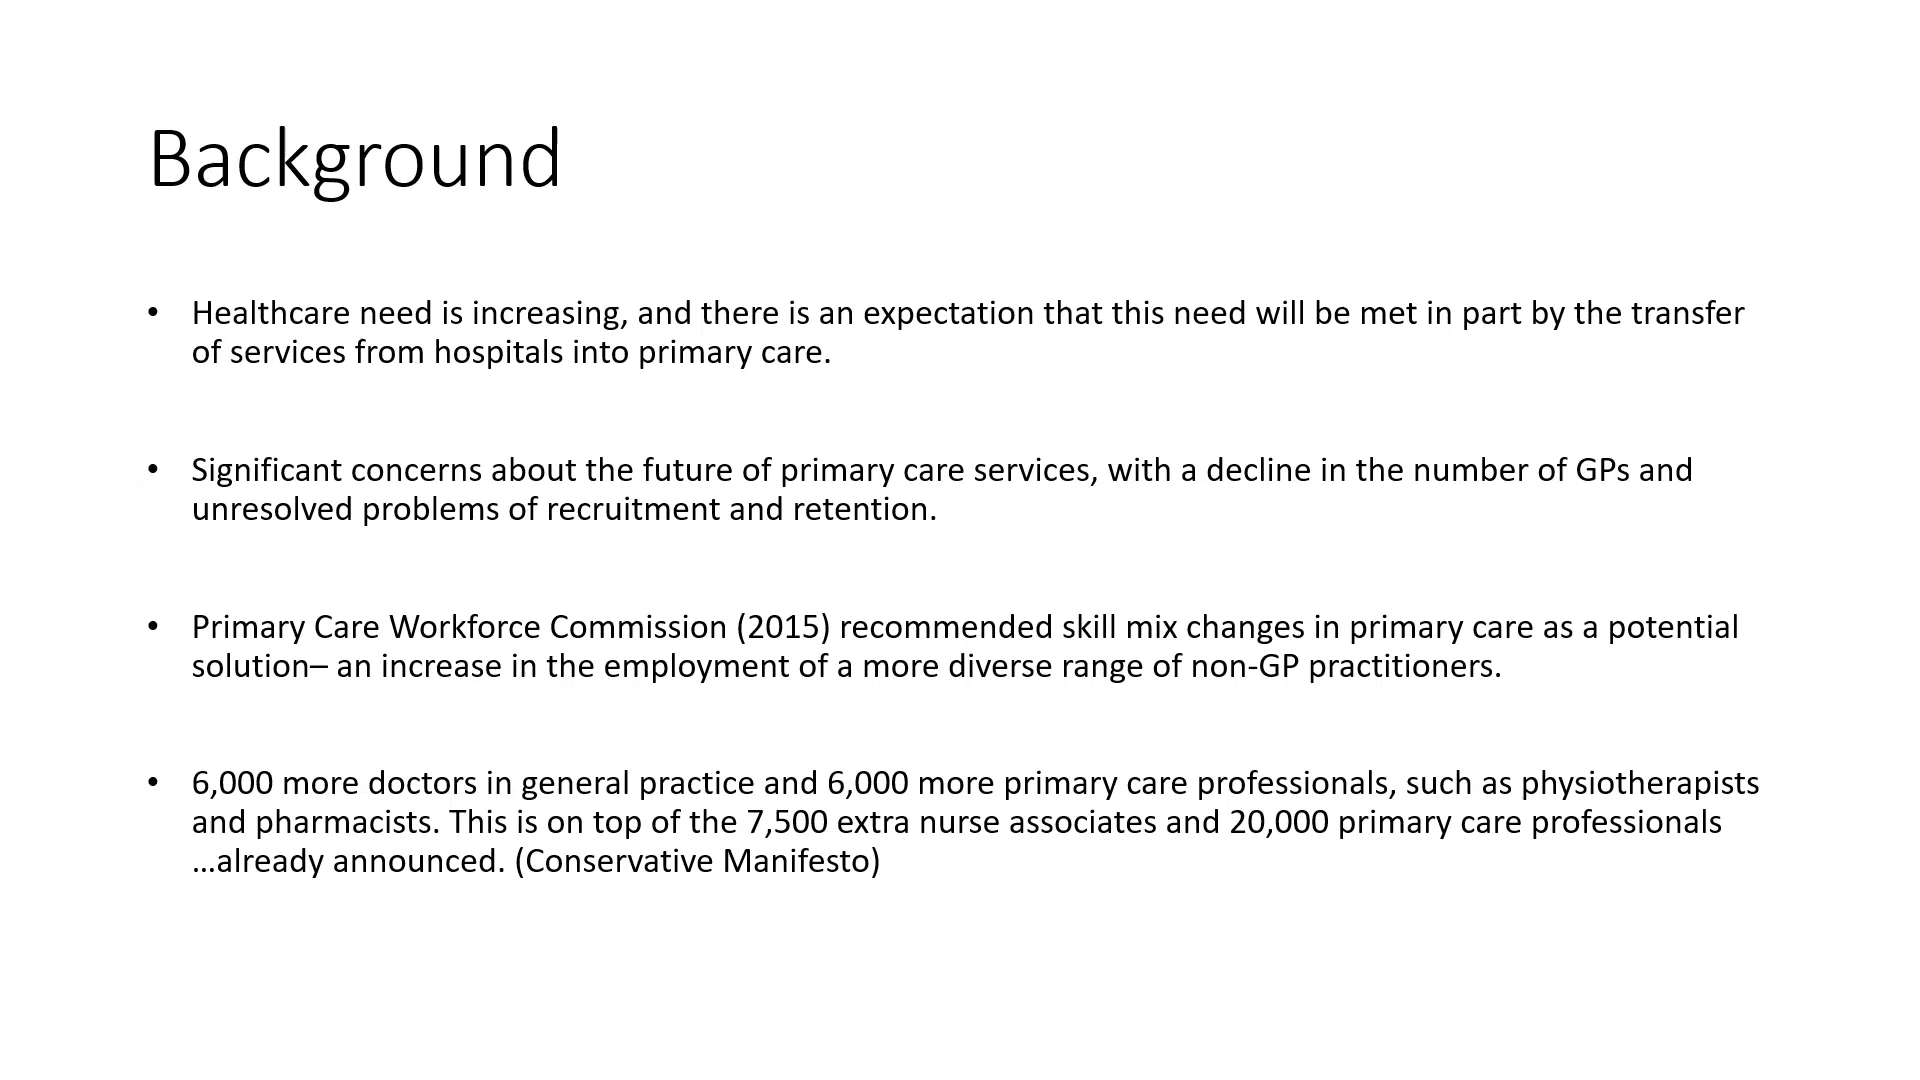 Background
• Healthcare need is increasing, and there is an expectation that this need will be met in part by the transfer
of services from hospitals into primary care.
• Significant concerns about the future of primary care services, with a decline in the number of GPs and
unresolved problems of recruitment and retention.
• Primary Care Workforce Commission (2015) recommended skill mix changes in primary care as a potential
solution– an increase in the employment of a more diverse range of non-GP practitioners.
• 6,000 more doctors in general practice and 6,000 more primary care professionals, such as physiotherapists
and pharmacists. This is on top of the 7,500 extra nurse associates and 20,000 primary care professionals
…already announced. (Conservative Manifesto)